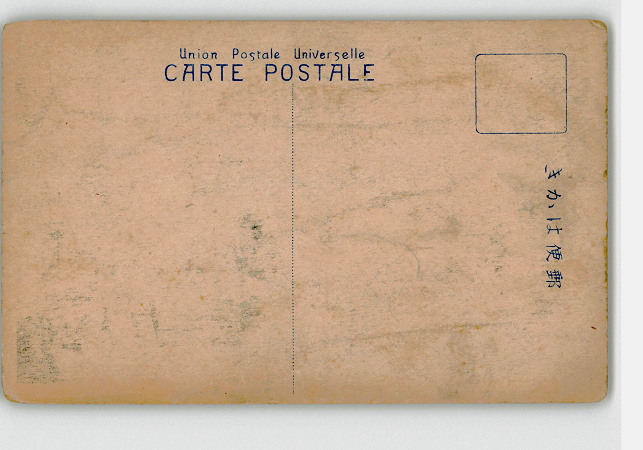 Union Postale Universelle
CARTE POSTALE
郵便はかき